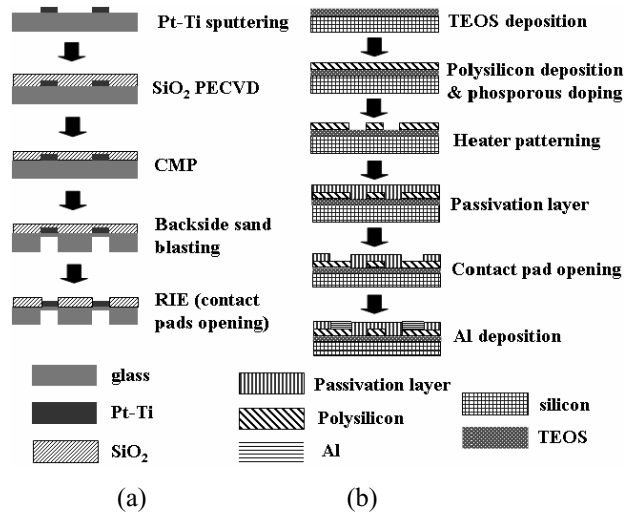 Pt-Ti sputtering
SiO₂ PECVD
CMP
Backside sand
blasting
RIE (contact
pads opening)
TEOS deposition
Polysilicon deposition
& phosporous doping
Heater patterning
Passivation layer
Contact pad opening
Al deposition
glass
Pt-Ti
SiO₂
Passivation layer
Polysilicon
Al
silicon
TEOS
(a)
(b)